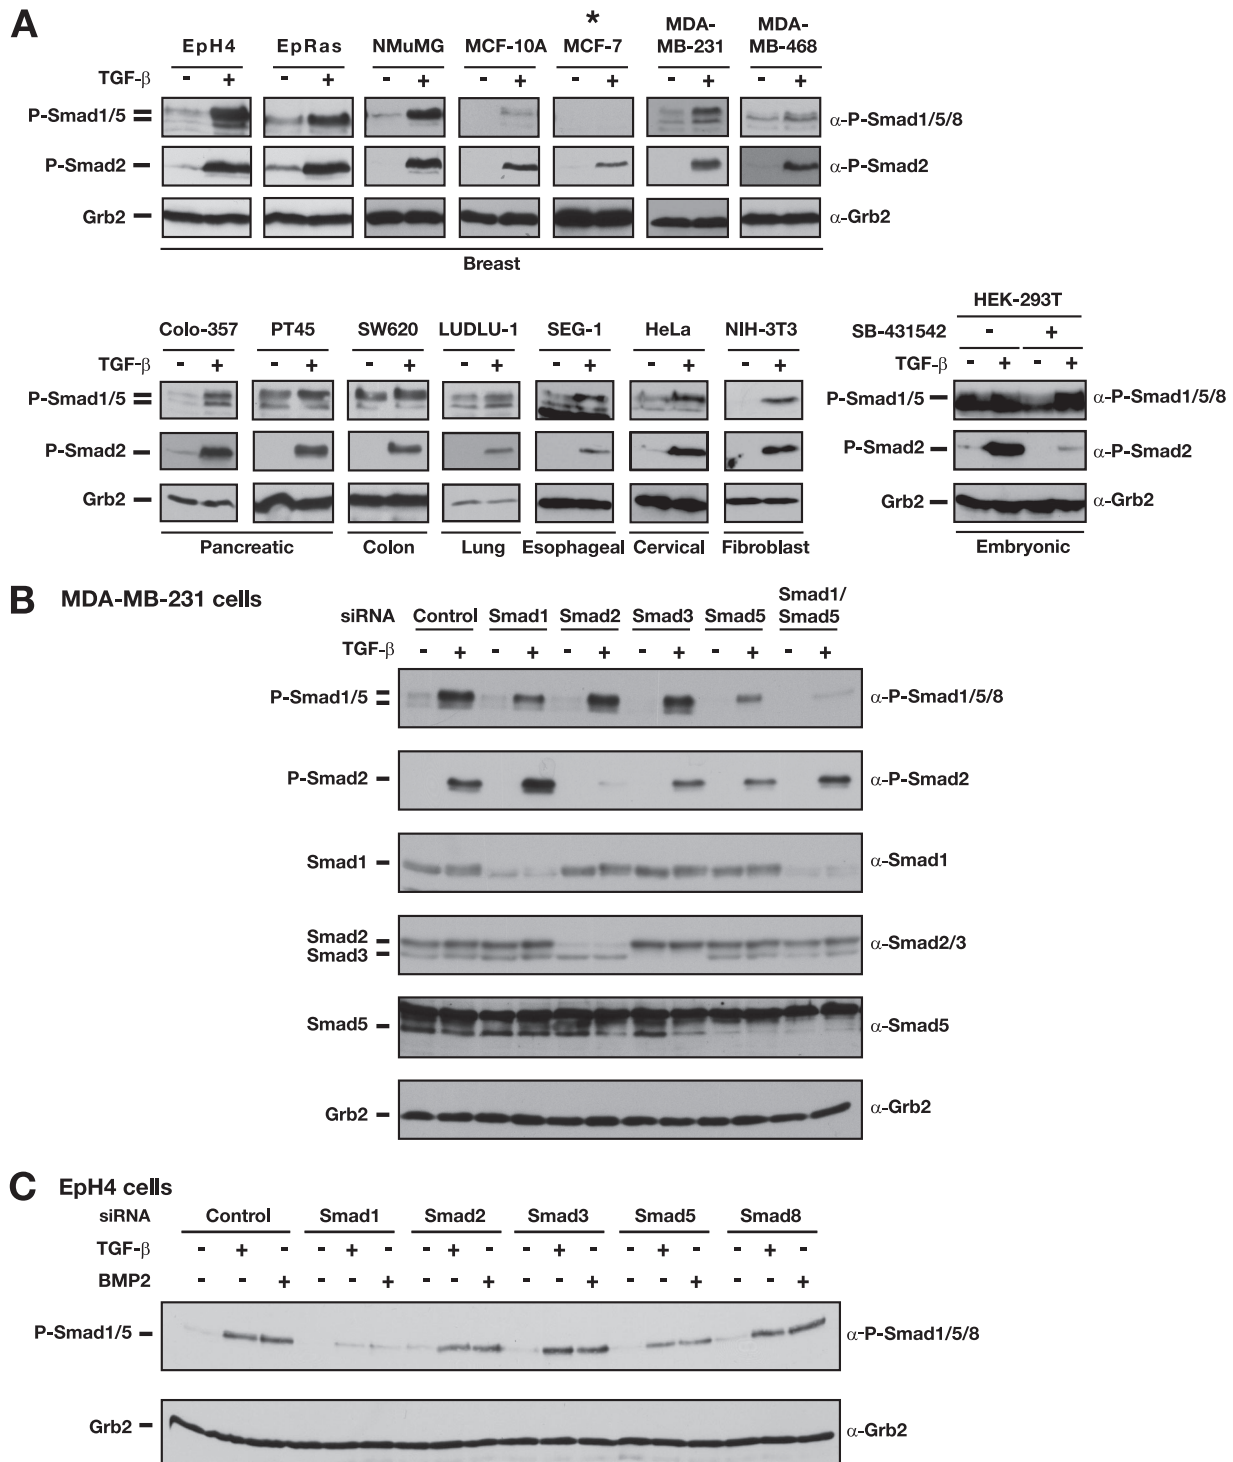 A
*
MDA- MDA-
EpH4 EpRas NMuMG MCF-10A MCF-7 MB-231 MB-468
TGF-β - + - + - + - + - + - + - +
P-Smad1/5 α-P-Smad1/5/8
P-Smad2 α-P-Smad2
Grb2 α-Grb2
Breast
HEK-293T
Colo-357 PT45 SW620 LUDLU-1 SEG-1 HeLa NIH-3T3
SB-431542 - +
TGF-β - + - + - + - + - + - + - + TGF-β - + - +
P-Smad1/5 P-Smad1/5 α-P-Smad1/5/8
P-Smad2 P-Smad2 α-P-Smad2
Grb2 Grb2 α-Grb2
Pancreatic Colon Lung Esophageal Cervical Fibroblast Embryonic
B MDA-MB-231 cells
Smad1/
siRNA Control Smad1 Smad2 Smad3 Smad5 Smad5
TGF-β - + - + - + - + - + - +
P-Smad1/5 α-P-Smad1/5/8
P-Smad2 α-P-Smad2
Smad1 α-Smad1
Smad2
Smad3 α-Smad2/3
Smad5 α-Smad5
Grb2 α-Grb2
C EpH4 cells
siRNA Control Smad1 Smad2 Smad3 Smad5 Smad8
TGF-β - + - - + - - + - - + - - + - - + -
BMP2 - - + - - + - - + - - + - - + - - +
P-Smad1/5 α-P-Smad1/5/8
Grb2 α-Grb2